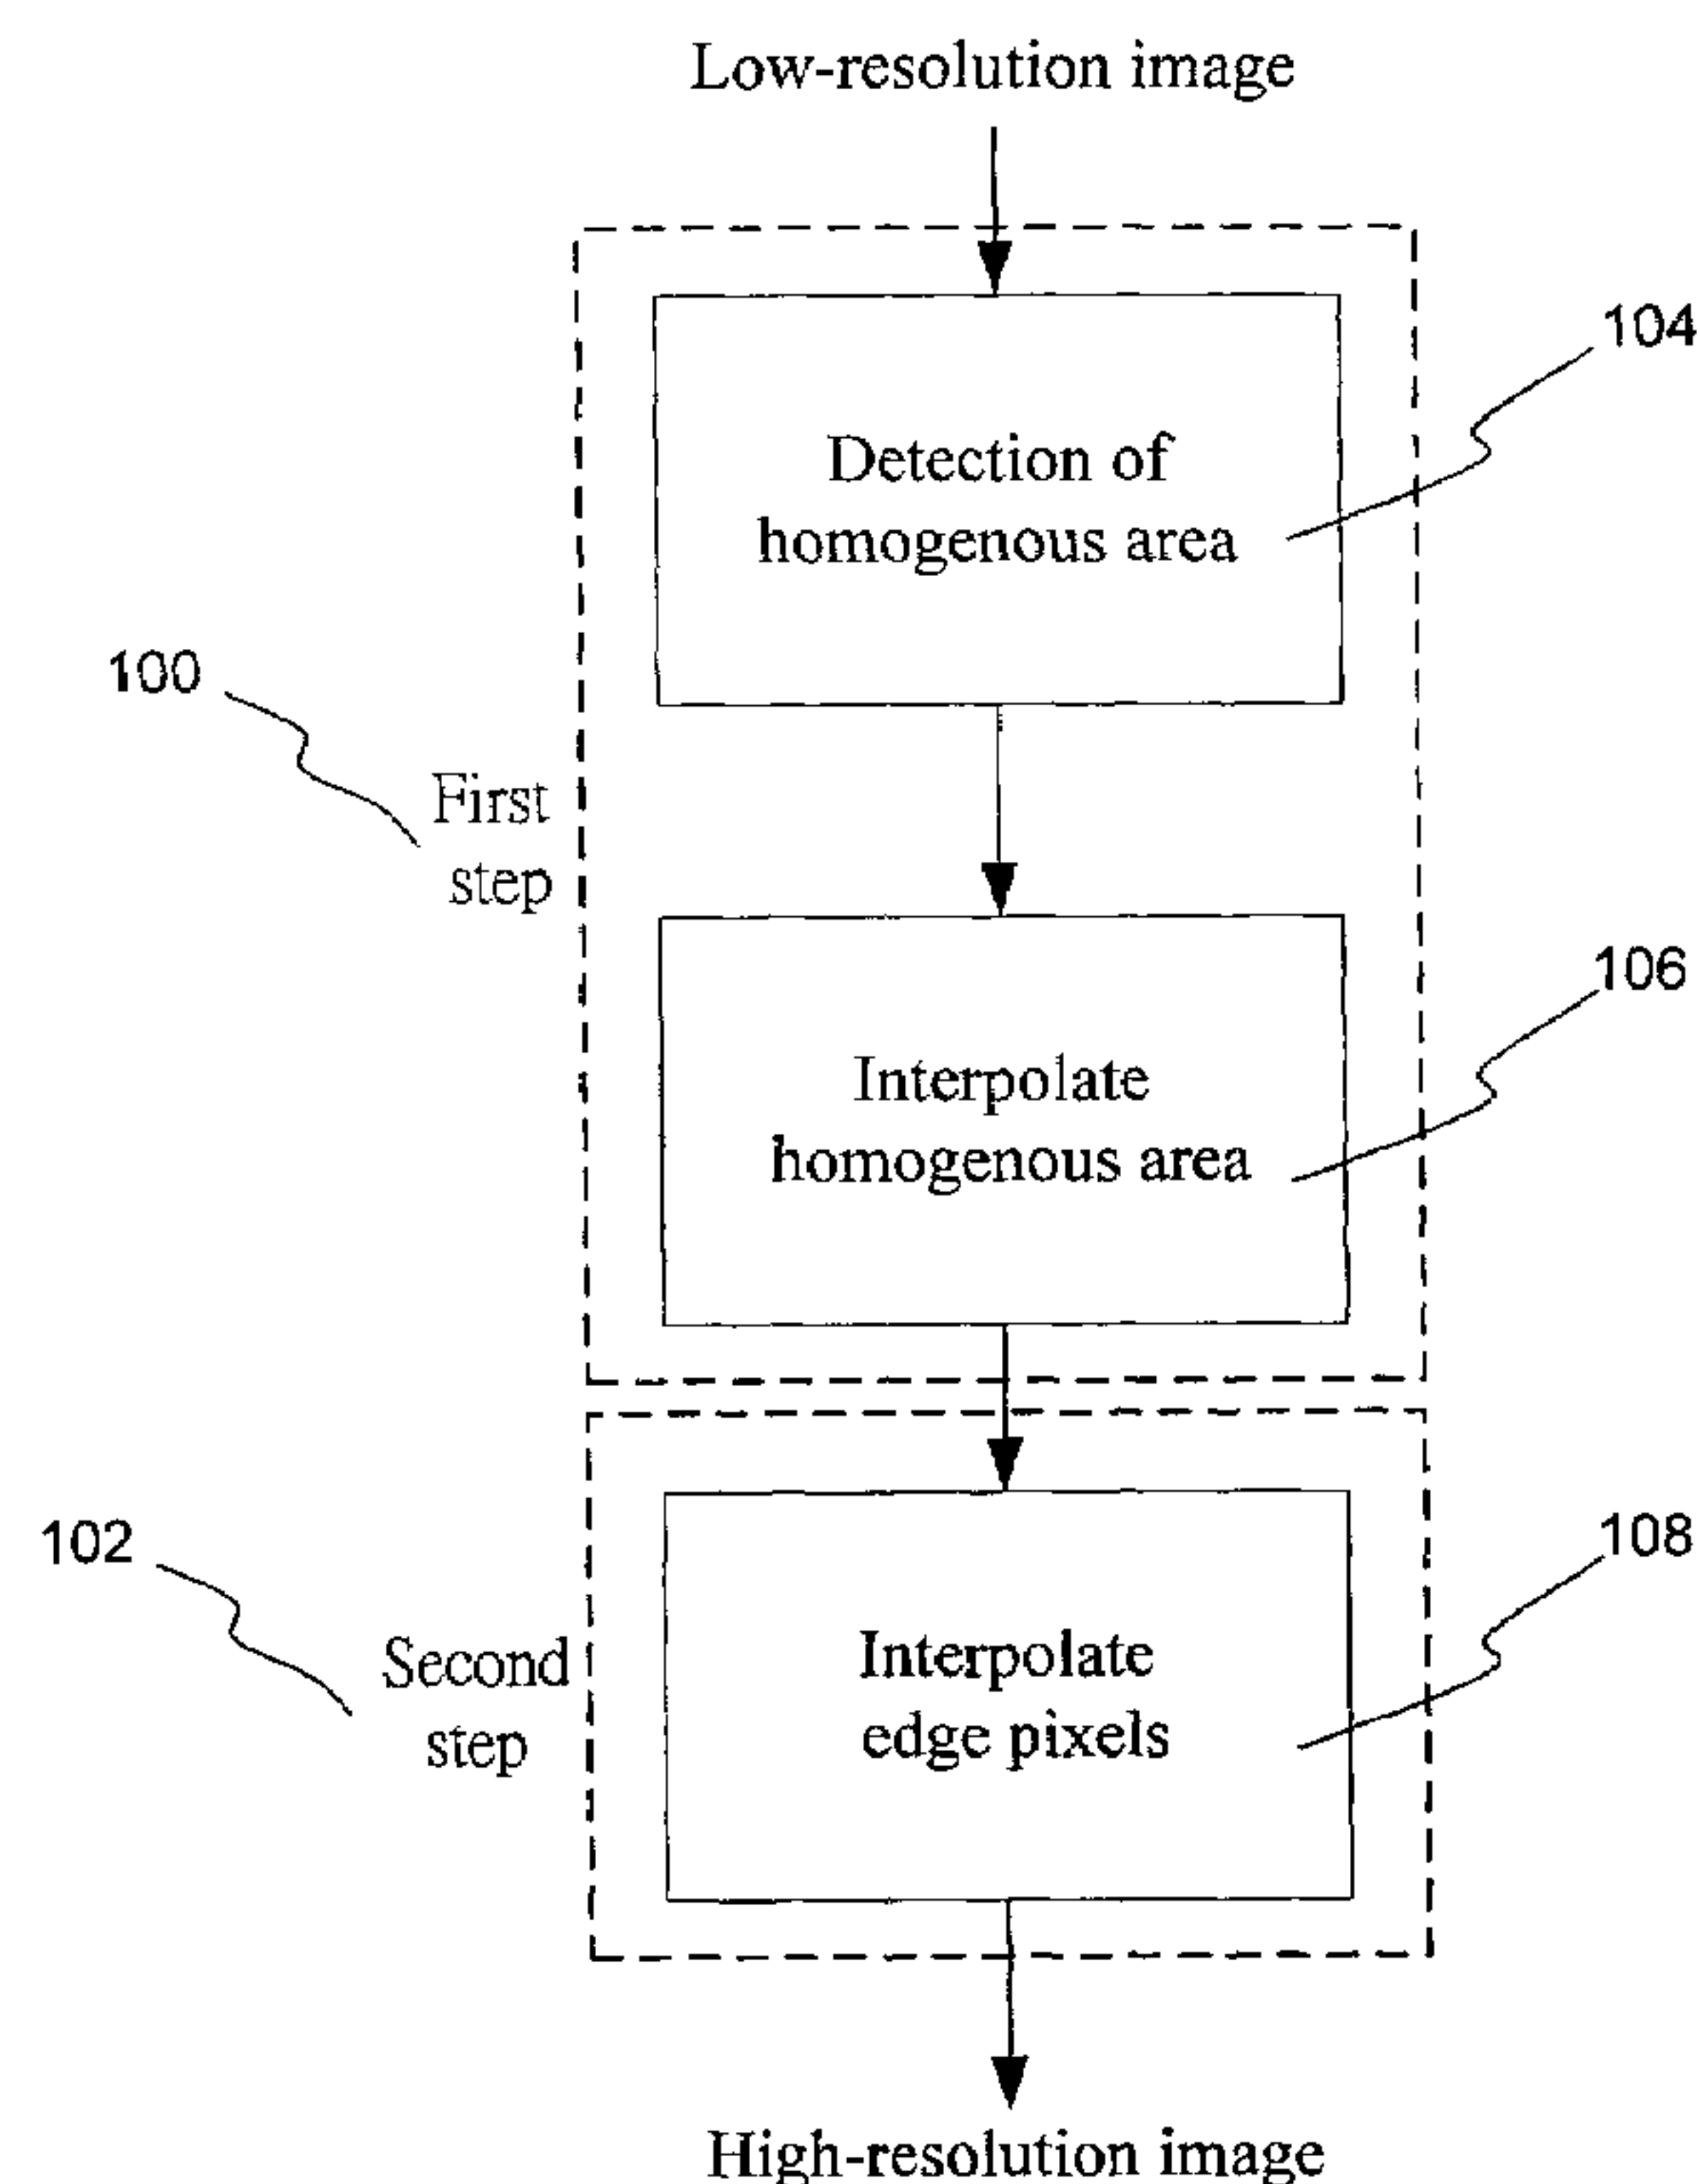 Low-resolution image
104
Detection of
homogenous area
100
First
step
106
Interpolate
homogenous area
102
Second
step
108
Interpolate
edge pixels
High-resolution image